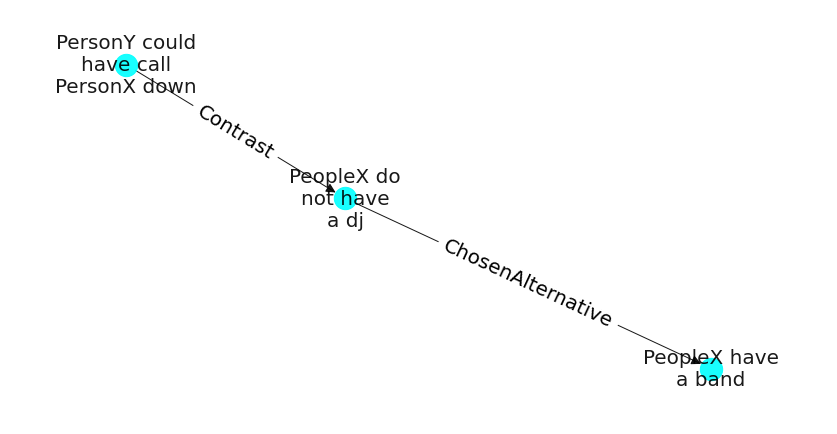 PersonY could
have call
PersonX down
Contrast
PeopleX do
not have
a dj
ChosenAlternative
PeopleX have
a band